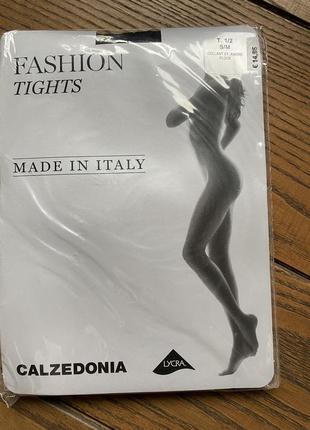 FASHION
TIGHTS
T. 1/2
S/M
€ 14,95
MADE IN ITALY
CALZEDONIA
LYCRA